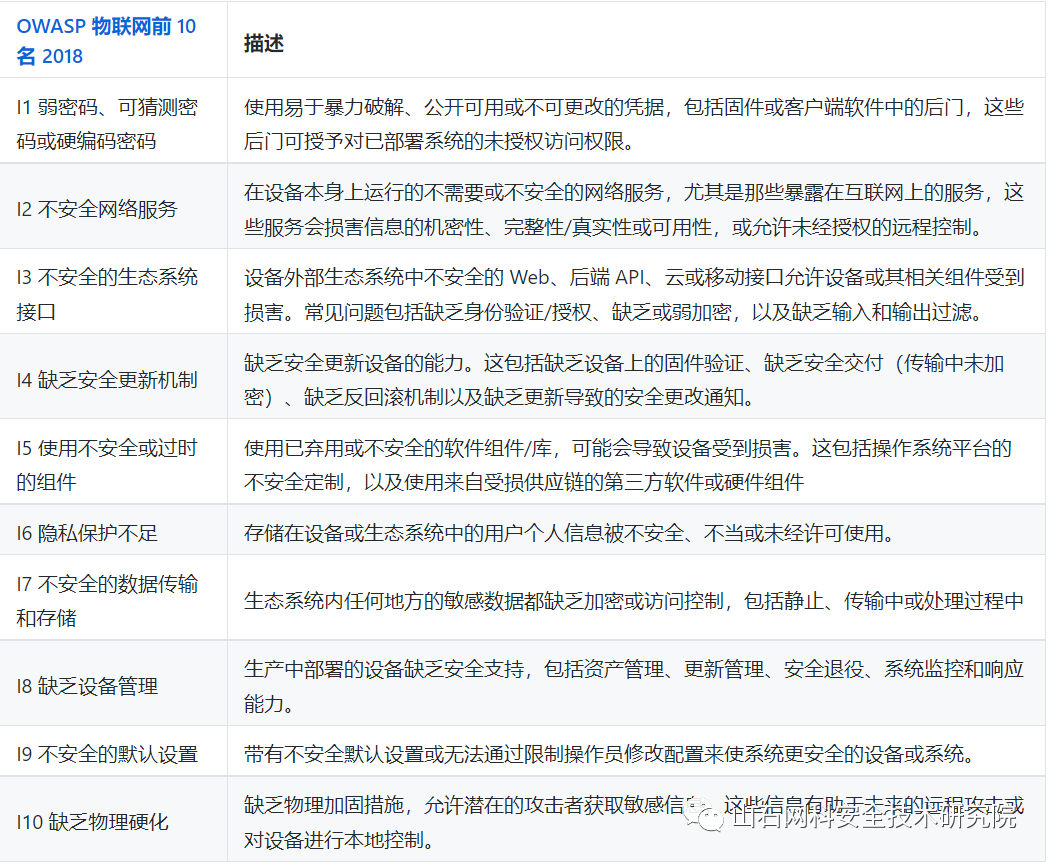 OWASP 物联网前 10
名 2018
描述
I1 弱密码、可猜测密
码或硬编码密码
使用易于暴力破解、公开可用或不可更改的凭据，包括固件或客户端软件中的后门，这些
后门可授予对已部署系统的未授权访问权限。
I2 不安全网络服务
在设备本身上运行的不需要或不安全的网络服务，尤其是那些暴露在互联网上的服务，这
些服务会损害信息的机密性、完整性/真实性或可用性，或允许未经授权的远程控制。
I3 不安全的生态系统
接口
设备外部生态系统中不安全的 Web、后端 API、云或移动接口允许设备或其相关组件受到
损害。常见问题包括缺乏身份验证/授权、缺乏或弱加密，以及缺乏输入和输出过滤。
I4 缺乏安全更新机制
缺乏安全更新设备的能力。这包括缺乏设备上的固件验证、缺乏安全交付（传输中未加
密）、缺乏反回滚机制以及缺乏更新导致的安全更改通知。
I5 使用不安全或过时
的组件
使用已弃用或不安全的软件组件/库，可能会导致设备受到损害。这包括操作系统平台的
不安全定制，以及使用来自受损供应链的第三方软件或硬件组件
I6 隐私保护不足
存储在设备或生态系统中的用户个人信息被不安全、不当或未经许可使用。
I7 不安全的数据传输
和存储
生态系统内任何地方的敏感数据都缺乏加密或访问控制，包括静止、传输中或处理过程中
I8 缺乏设备管理
生产中部署的设备缺乏安全支持，包括资产管理、更新管理、安全退役、系统监控和响应
能力。
I9 不安全的默认设置
带有不安全默认设置或无法通过限制操作员修改配置来使系统更安全的设备或系统。
I10 缺乏物理硬化
缺乏物理加固措施，允许潜在的攻击者获取敏感信息，这些信息有助于未来的远程攻击或
对设备进行本地控制。
山石网科安全技术研究院